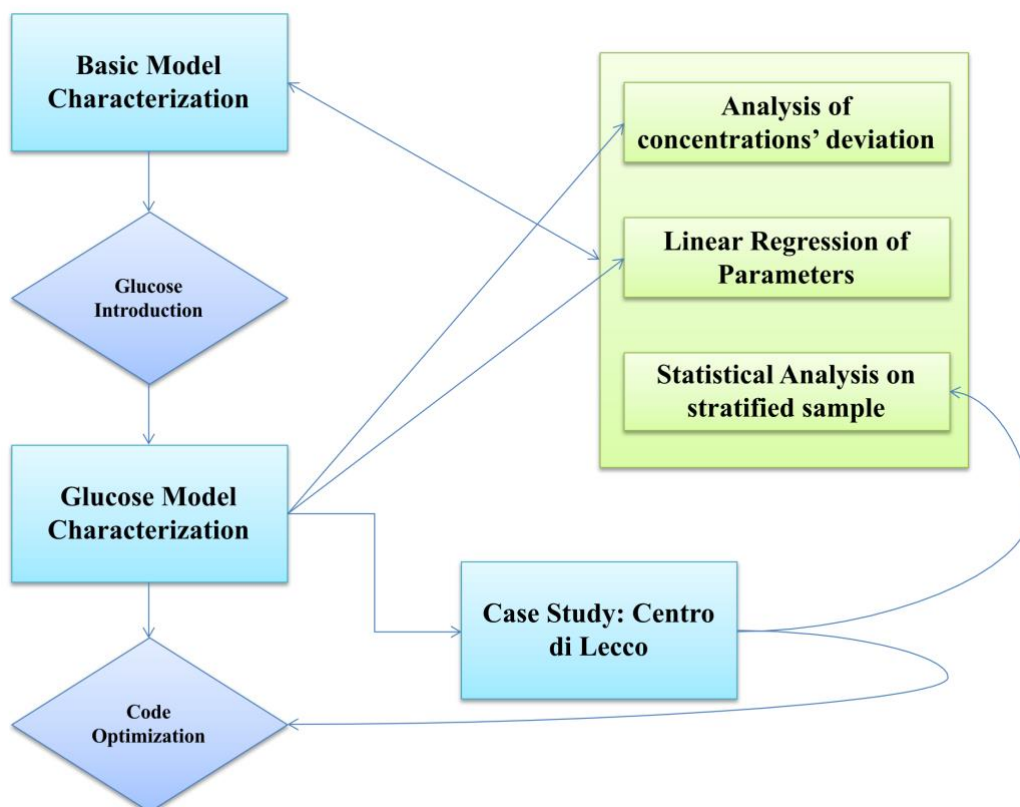 Basic Model
Characterization
Glucose
Introduction
Glucose Model
Characterization
Code
Optimization
Analysis of
concentrations’ deviation
Linear Regression of
Parameters
Statistical Analysis on
stratified sample
Case Study: Centro
di Lecco